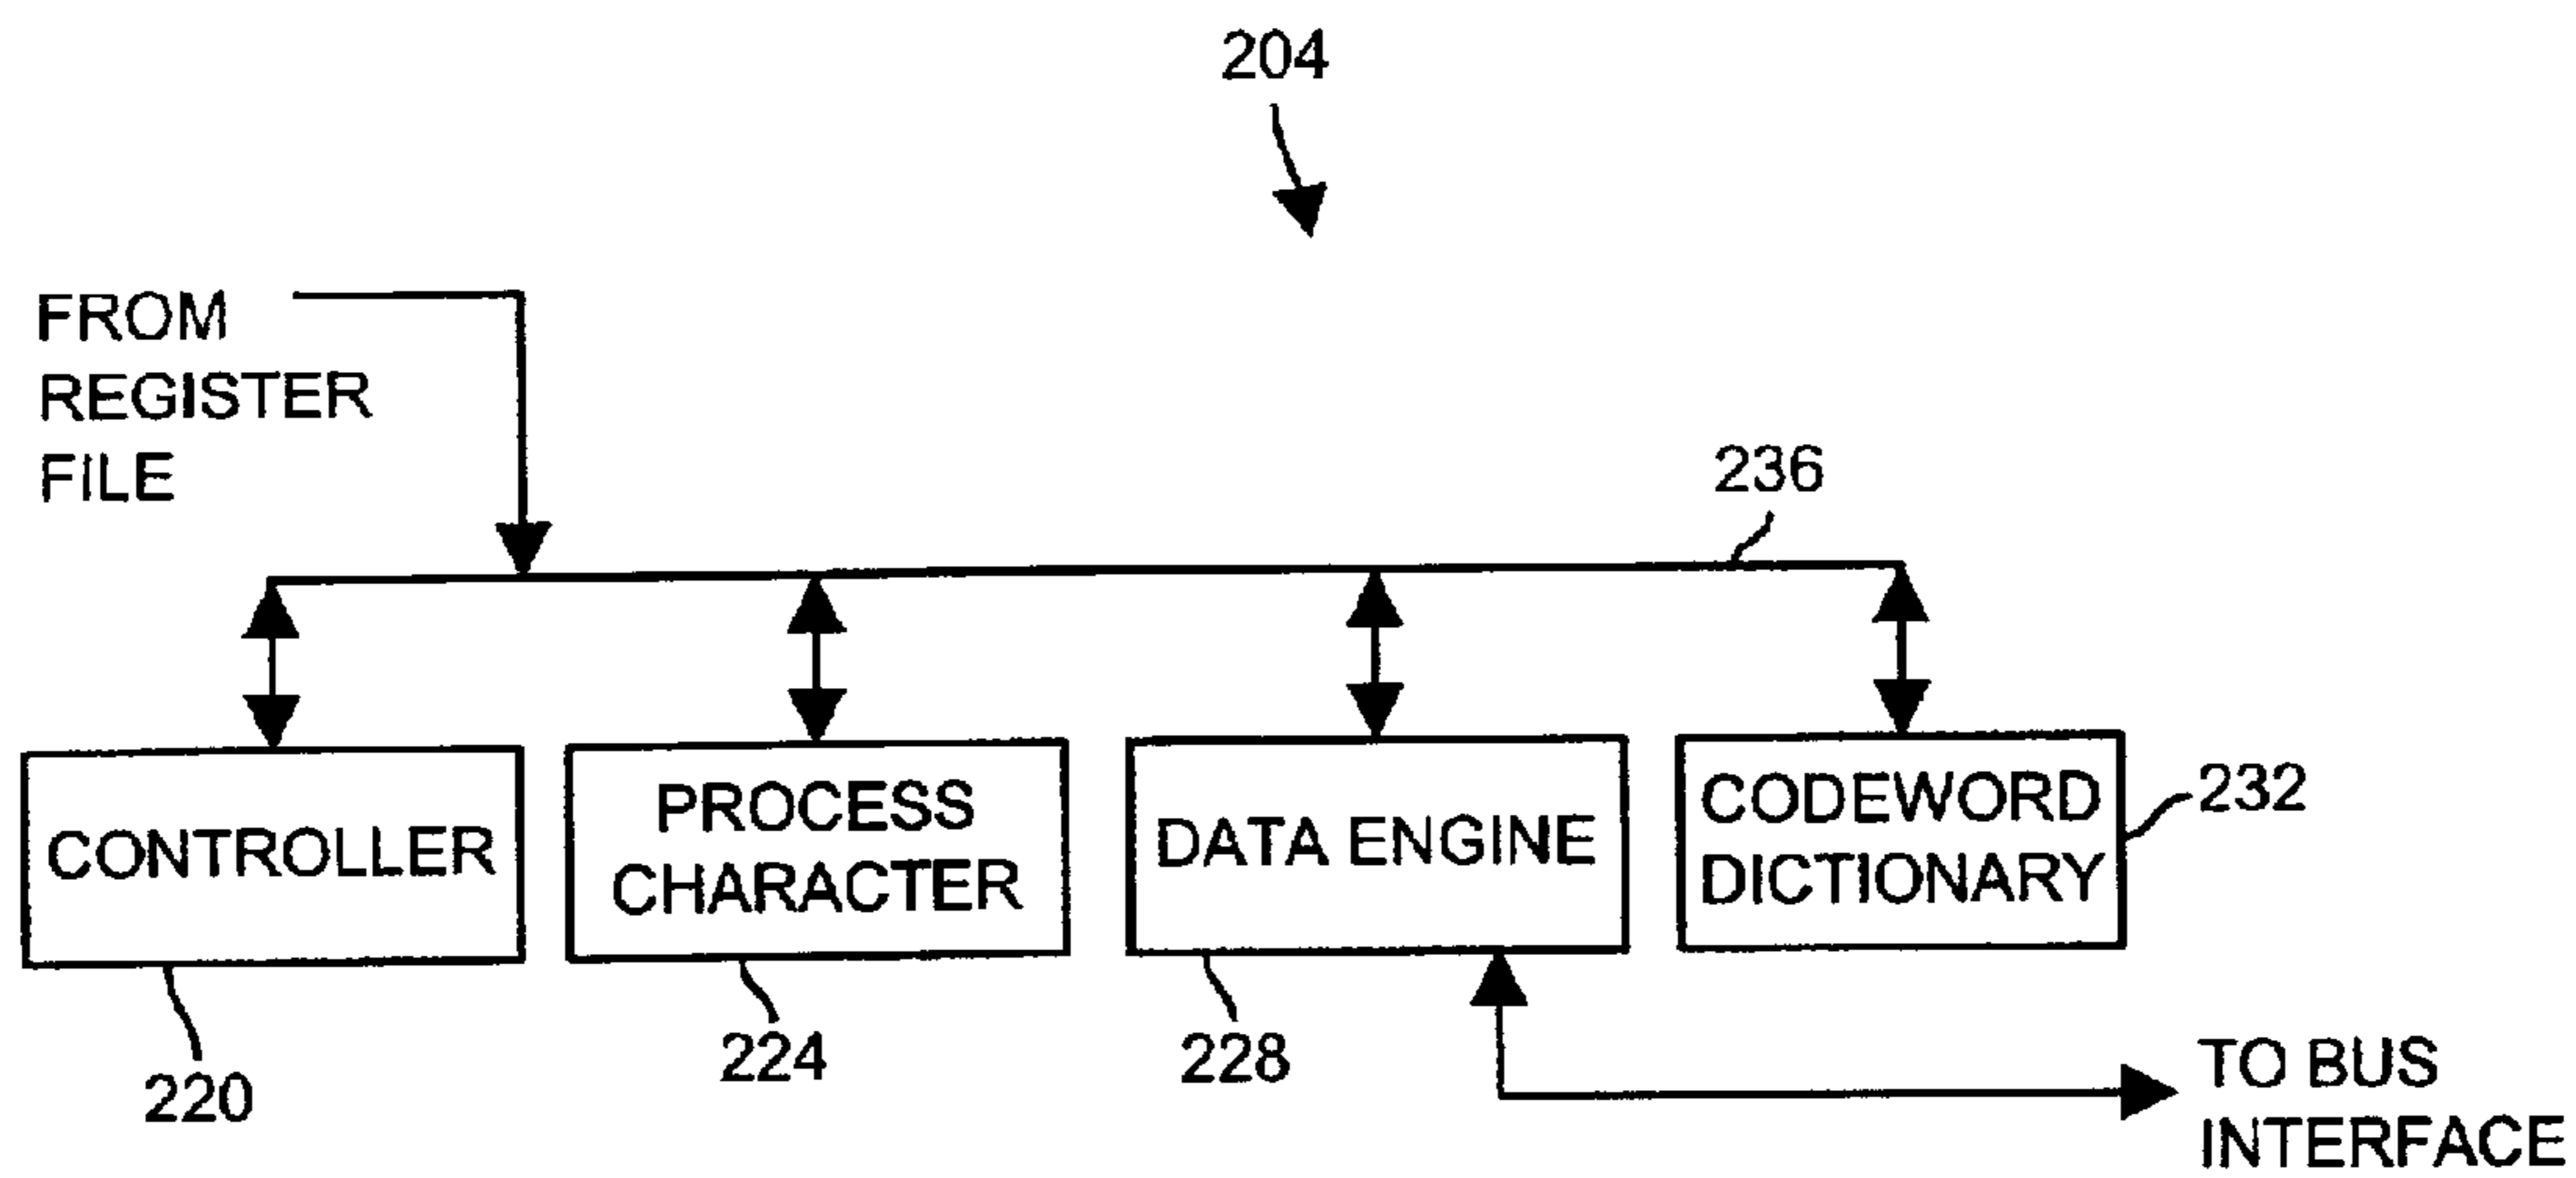 204
FROM
REGISTER
FILE
236
CONTROLLER
PROCESS
CHARACTER
DATA ENGINE
CODEWORD
DICTIONARY
232
220
224
228
TO BUS
INTERFACE